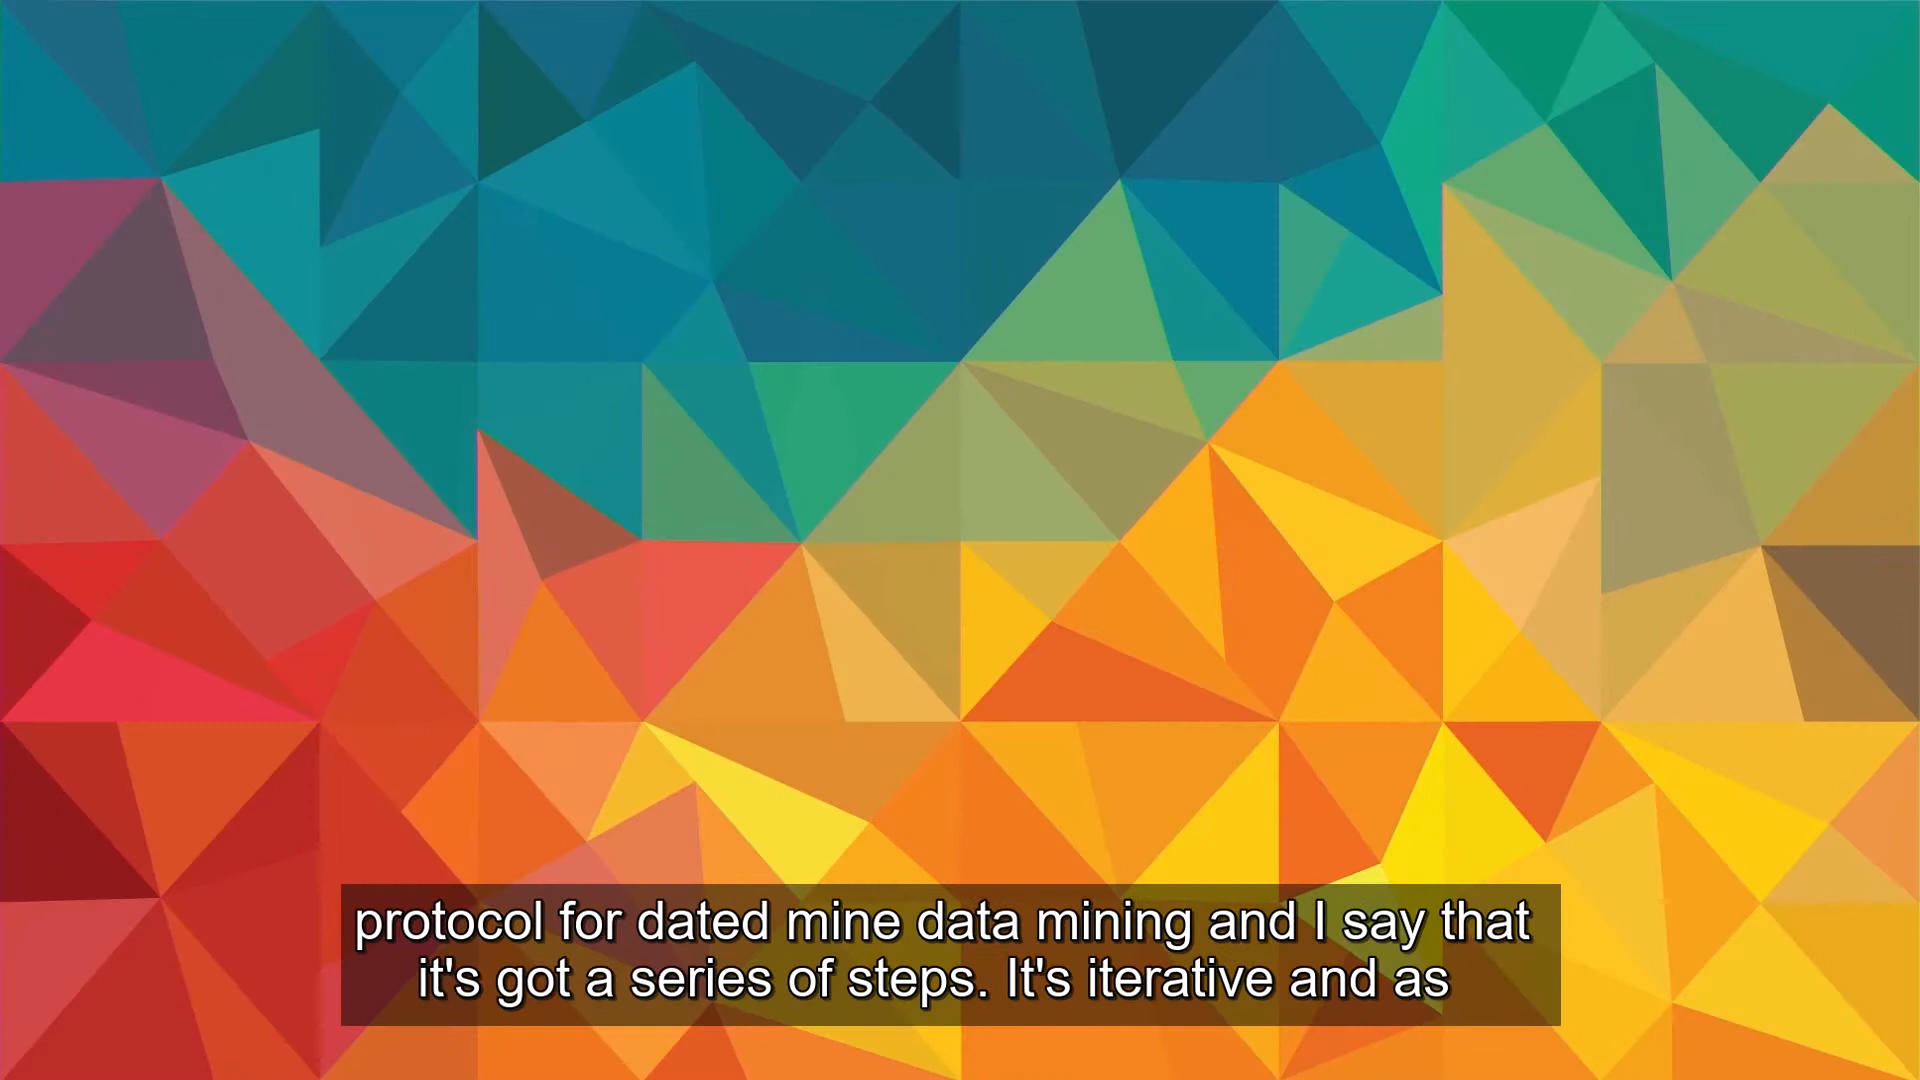 protocol for dated mine data mining and I say that
it's got a series of steps. It's iterative and as